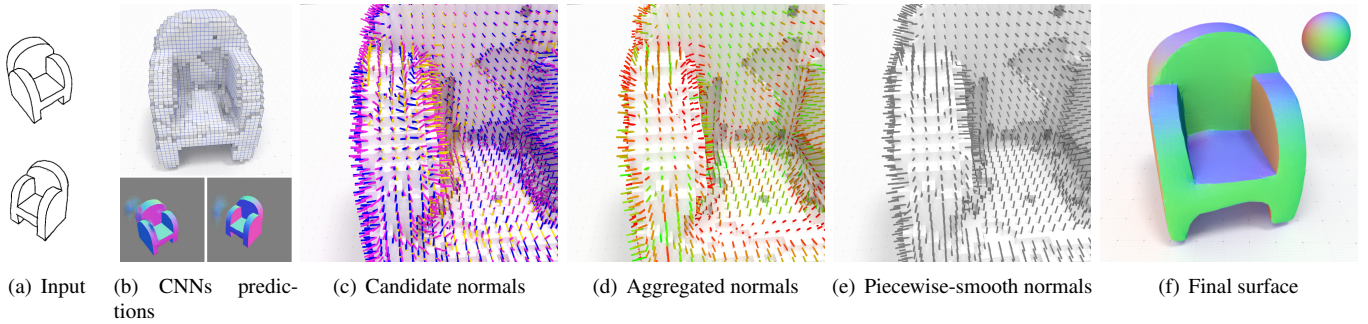 (a) Input
(b) CNNs predic-
tions
(c) Candidate normals
(d) Aggregated normals
(e) Piecewise-smooth normals
(f) Final surface